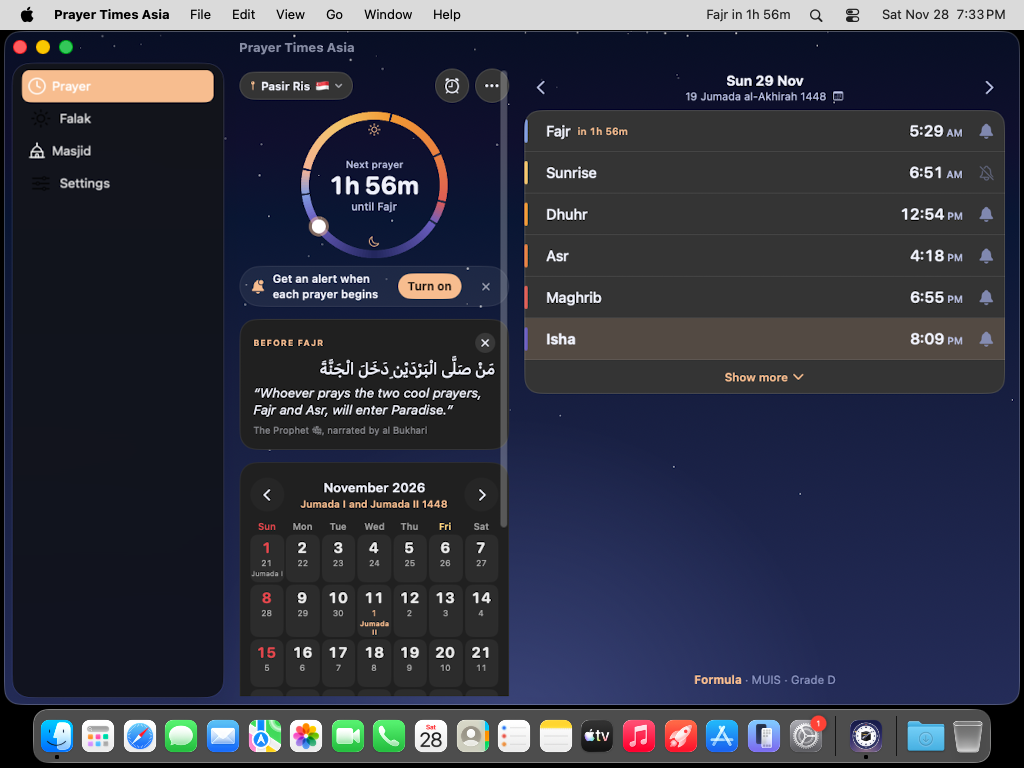 Prayer Times Asia File Edit View Go Window Help
Fajr in 1h 56m Sat Nov 28 7:33 PM
Prayer Times Asia
Prayer
Falak
Masjid
Settings
Pasir Ris
Next prayer
1h 56m
until Fajr
Get an alert when
each prayer begins
Turn on
BEFORE FAJR
مَنْ صَلَّى الْبَرْدَيْنِ دَخَلَ الْجَنَّةَ
“Whoever prays the two cool prayers,
Fajr and Asr, will enter Paradise.”
The Prophet ﷺ, narrated by al Bukhari
November 2026
Jumada I and Jumada II 1448
Sun Mon Tue Wed Thu Fri Sat
1 2 3 4 5 6 7
21 22 23 24 25 26 27
Jumada I
8 9 10 11 12 13 14
28 29 30 1 2 3 4
Jumada
II
15 16 17 18 19 20 21
5 6 7 8 9 10 11
Sun 29 Nov
19 Jumada al-Akhirah 1448
Fajr in 1h 56m 5:29 AM
Sunrise 6:51 AM
Dhuhr 12:54 PM
Asr 4:18 PM
Maghrib 6:55 PM
Isha 8:09 PM
Show more
Formula · MUIS · Grade D
Sat
28
tv
1